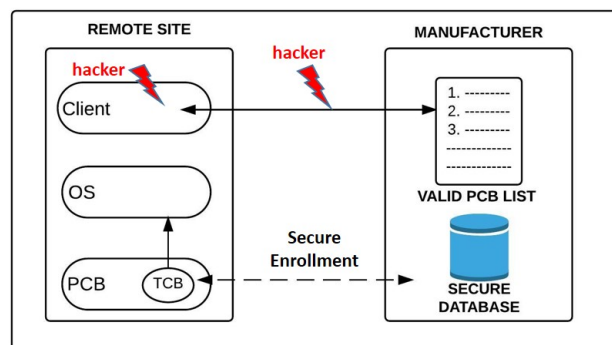 REMOTE SITE
MANUFACTURER
hacker
hacker
Client
1. ---------
2. ---------
3. ---------
--------------
--------------
VALID PCB LIST
OS
Secure
Enrollment
PCB
TCB
SECURE
DATABASE